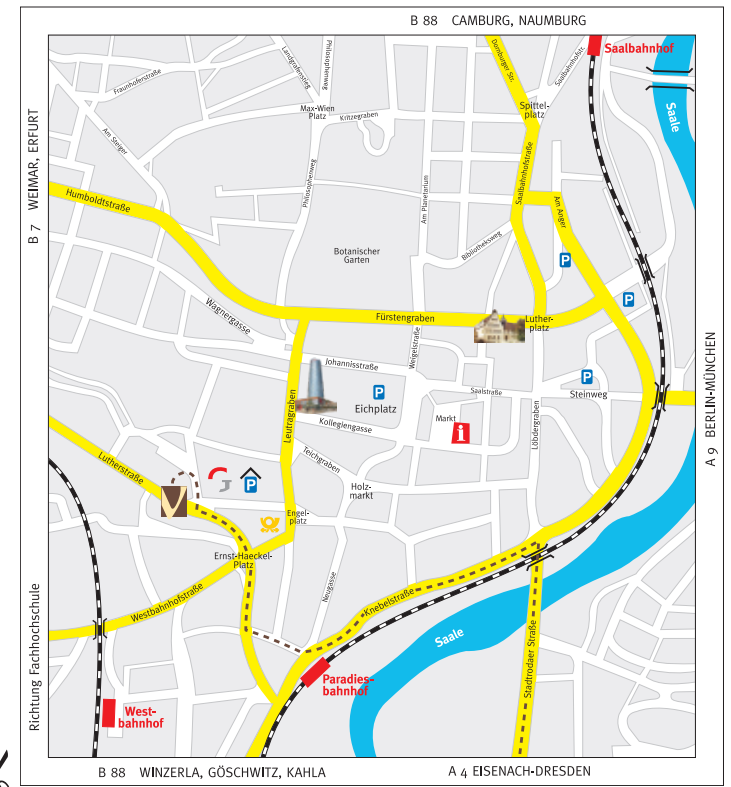 B 88 CAMBURG, NAUMBURG
Saalbahnhof
Domburger Str.
Saalbahnhofstr.
Landgrafenstieg
Philosophenweg
Fraunhoferstraße
Max-Wien
Platz
Kritzegraben
Spittel-
platz
Saale
Am Steiger
B 7 WEIMAR, ERFURT
Humboldtstraße
Philosophenweg
Am Planetarium
Saalbahnhofstraße
Am Anger
Bibliotheksweg
Botanischer
Garten
P
P
Wagnergasse
Fürstengraben
Luther-
platz
Weigelstraße
Johannisstraße
P
Saalstraße
P
Steinweg
Eichplatz
Markt
i
Löbdergraben
A 9 BERLIN-MÜNCHEN
Leutragraben
Kollegiengasse
Teichgraben
Lutherstraße
J
P
Holz-
markt
Engel-
platz
Ernst-Haeckel-
Platz
Neugasse
Westbahnhofstraße
Knebelstraße
Saale
Stadtrodaer Straße
Richtung Fachhochschule
Paradies-
bahnhof
West-
bahnhof
B 88 WINZERLA, GÖSCHWITZ, KAHLA
A 4 EISENACH-DRESDEN